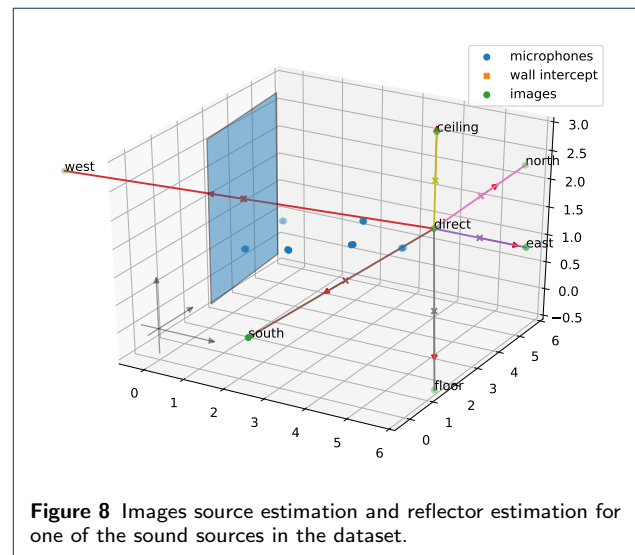 microphones
wall intercept
images
ceiling
north
west
direct
east
south
floor
3.0
2.5
2.0
1.5
1.0
0.5
0.0
−0.5
0
1
2
3
4
5
6
0
1
2
3
4
5
6
Figure 8 Images source estimation and reflector estimation for
one of the sound sources in the dataset.